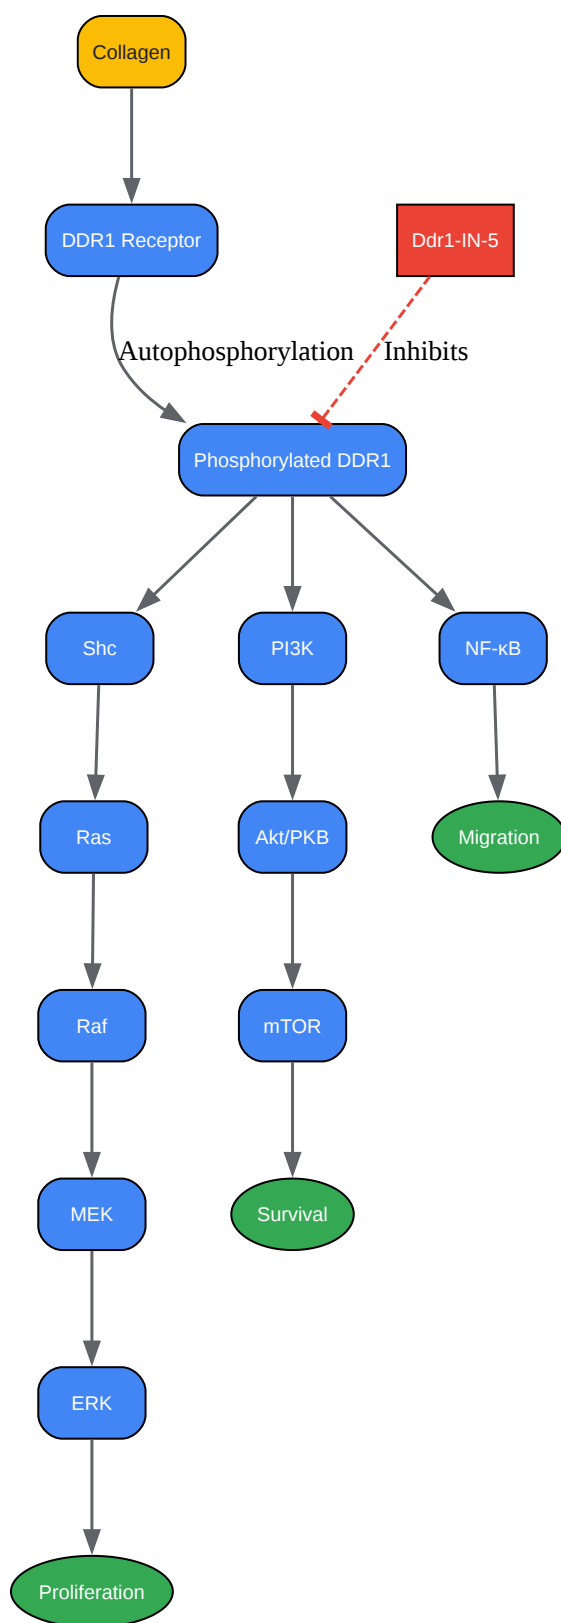 Collagen
DDR1 Receptor
Ddr1-IN-5
Autophosphorylation
Inhibits
Phosphorylated DDR1
Shc
PI3K
NF-κB
Ras
Akt/PKB
Migration
Raf
mTOR
MEK
Survival
ERK
Proliferation